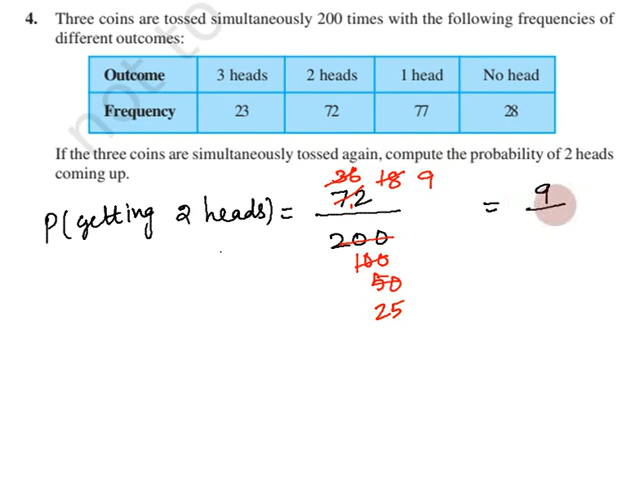 4. Three coins are tossed simultaneously 200 times with the following frequencies of
different outcomes:
Outcome 3 heads 2 heads 1 head No head
Frequency 23 72 77 28
If the three coins are simultaneously tossed again, compute the probability of 2 heads
coming up.
36 18 9
P(getting 2 heads) = 72 = 9
200
100
50
25
not to